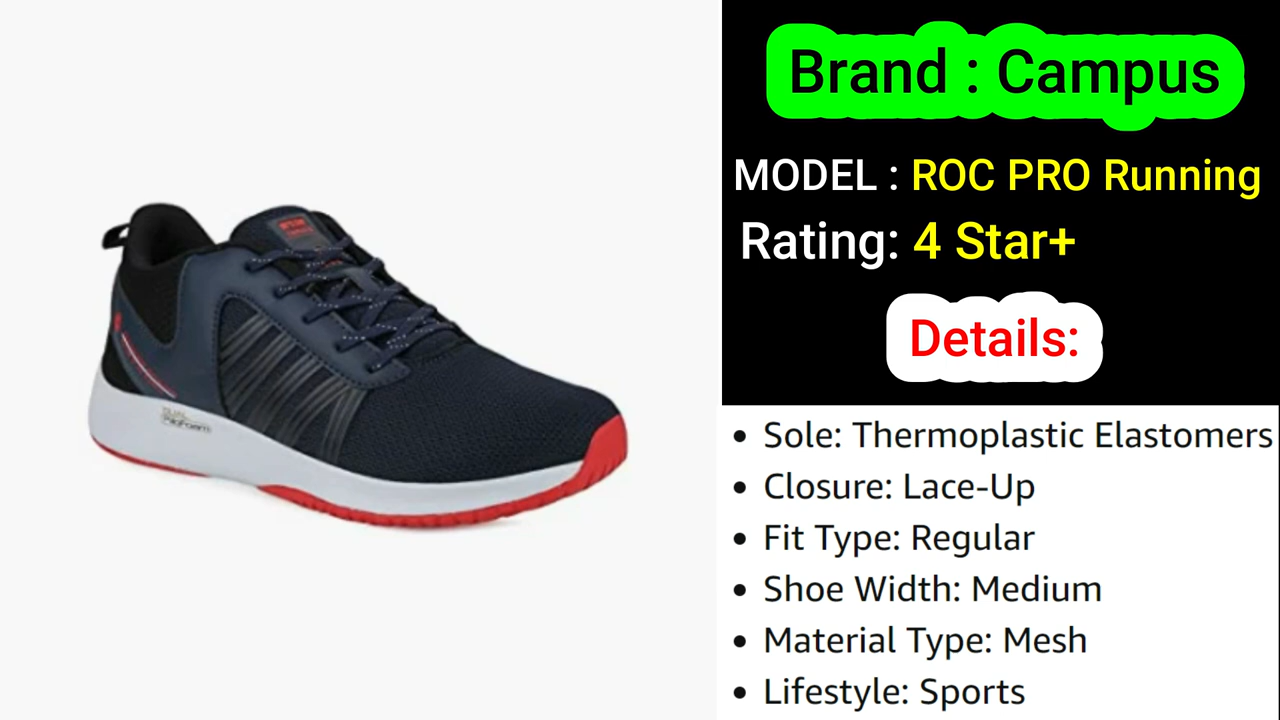 Brand : Campus
MODEL : ROC PRO Running
Rating: 4 Star+
Details:
• Sole: Thermoplastic Elastomers
• Closure: Lace-Up
• Fit Type: Regular
• Shoe Width: Medium
• Material Type: Mesh
• Lifestyle: Sports